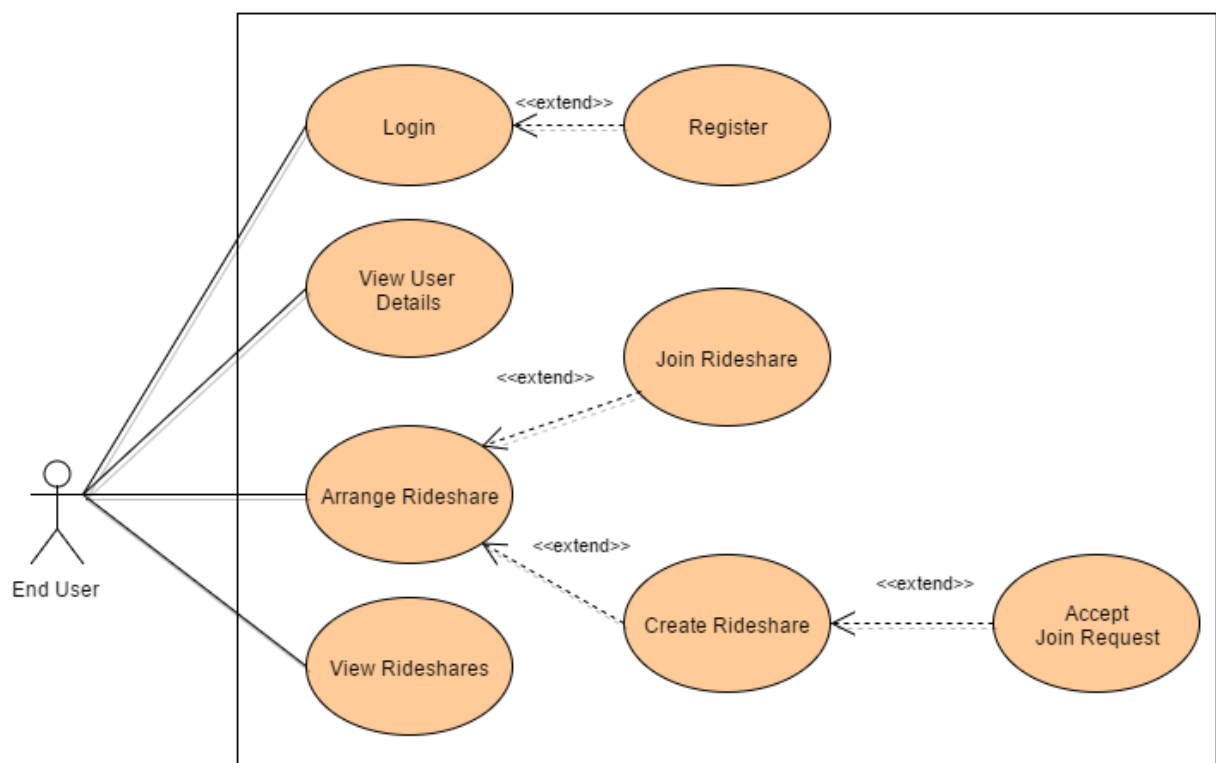 Login
<<extend>>
Register
View User
Details
Join Rideshare
<<extend>>
Arrange Rideshare
<<extend>>
Create Rideshare
<<extend>>
Accept
Join Request
End User
View Rideshares